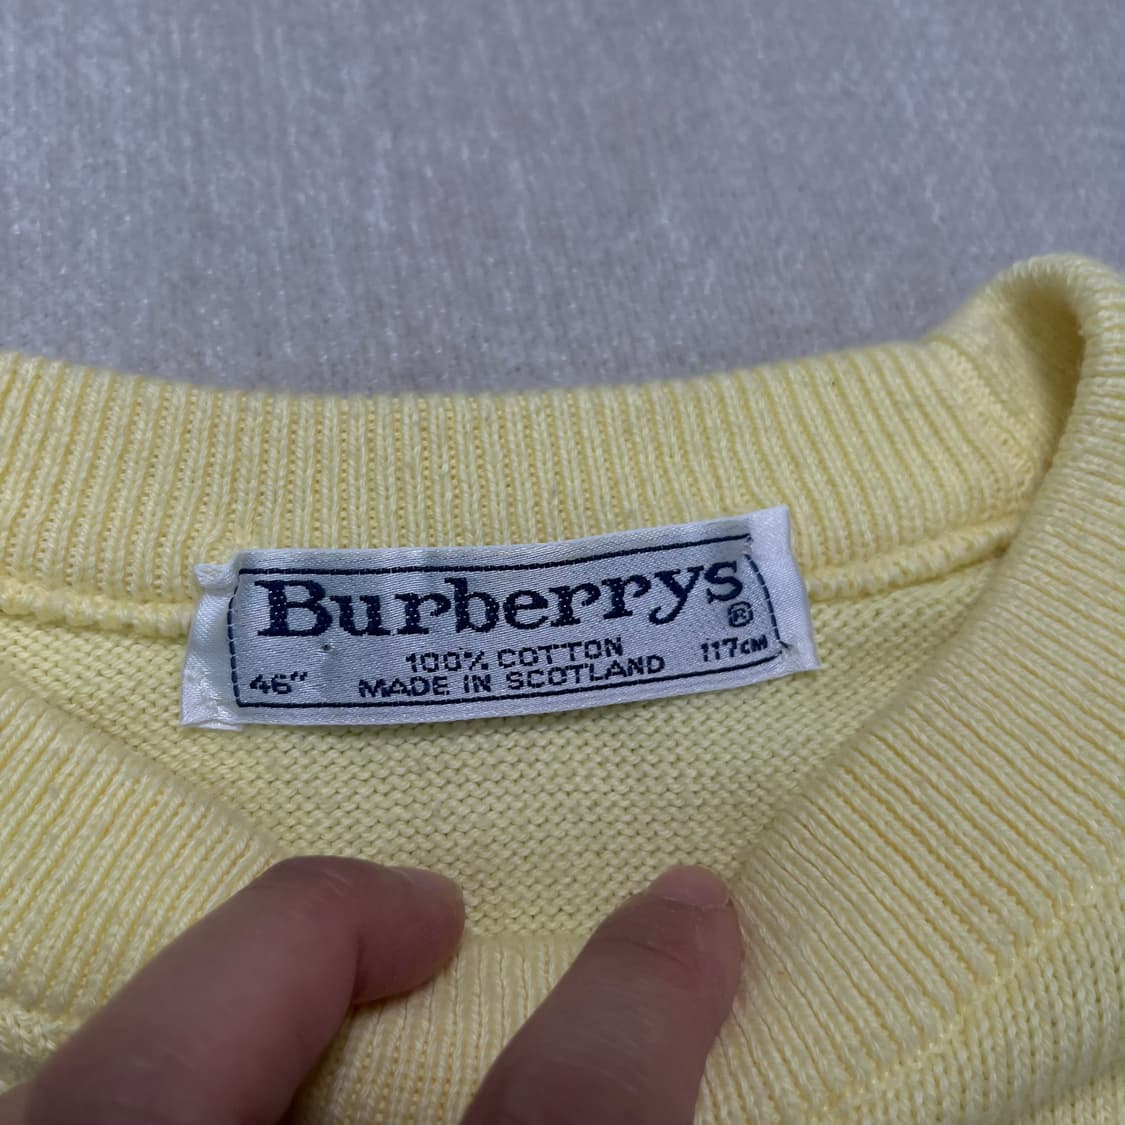 Burberrys®
100% COTTON
46" MADE IN SCOTLAND 117CM